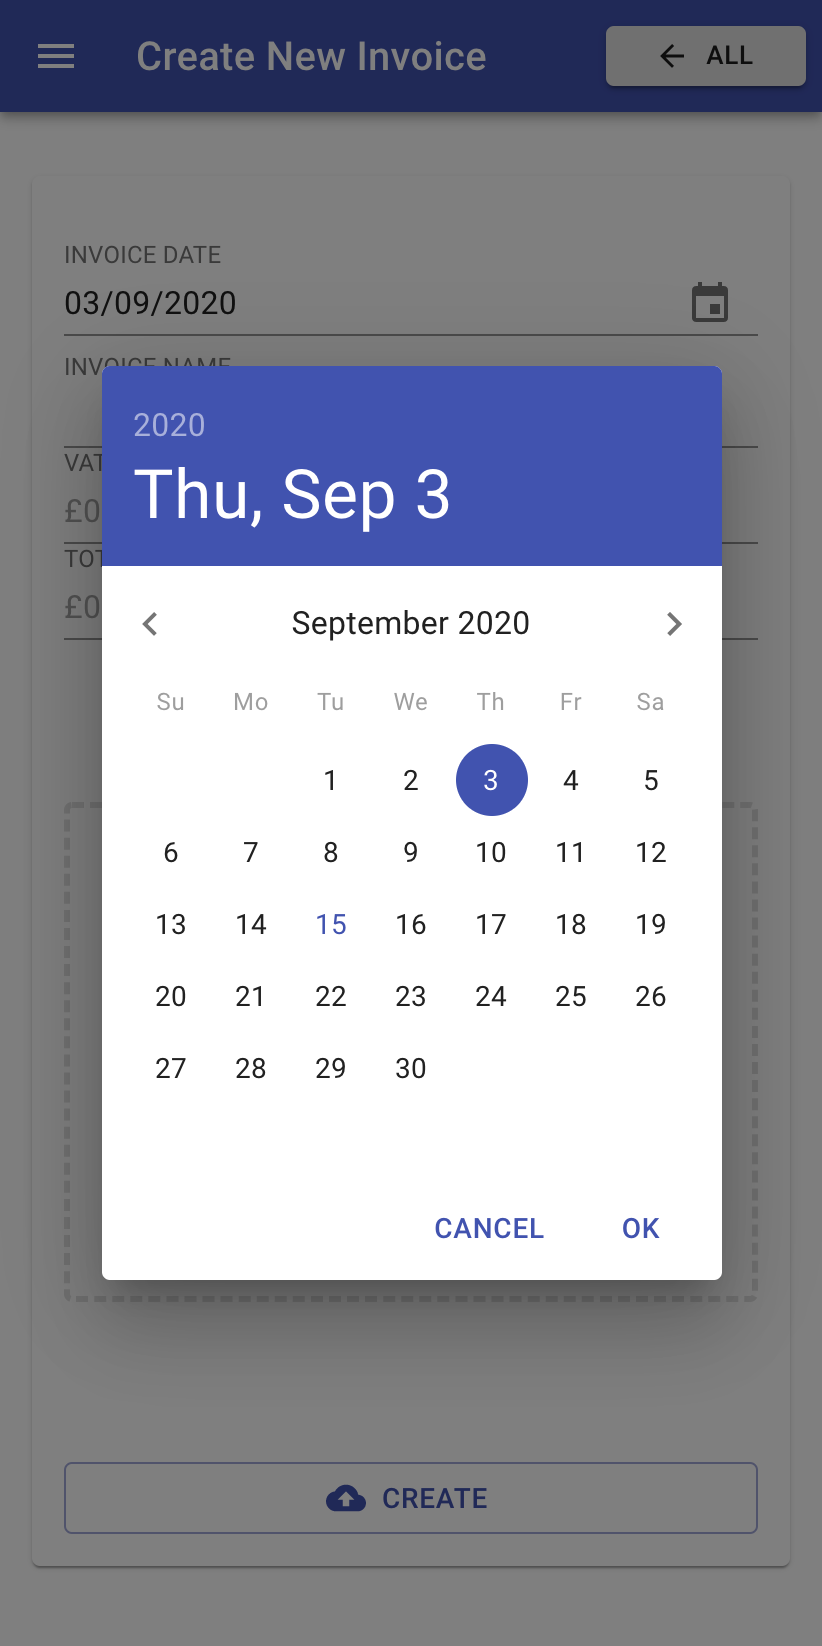 Create New Invoice
ALL
INVOICE DATE
03/09/2020
INVOICE NAME
VAT
£0
TOT
£0
2020
Thu, Sep 3
September 2020
Su Mo Tu We Th Fr Sa
1 2 3 4 5
6 7 8 9 10 11 12
13 14 15 16 17 18 19
20 21 22 23 24 25 26
27 28 29 30
CANCEL OK
CREATE